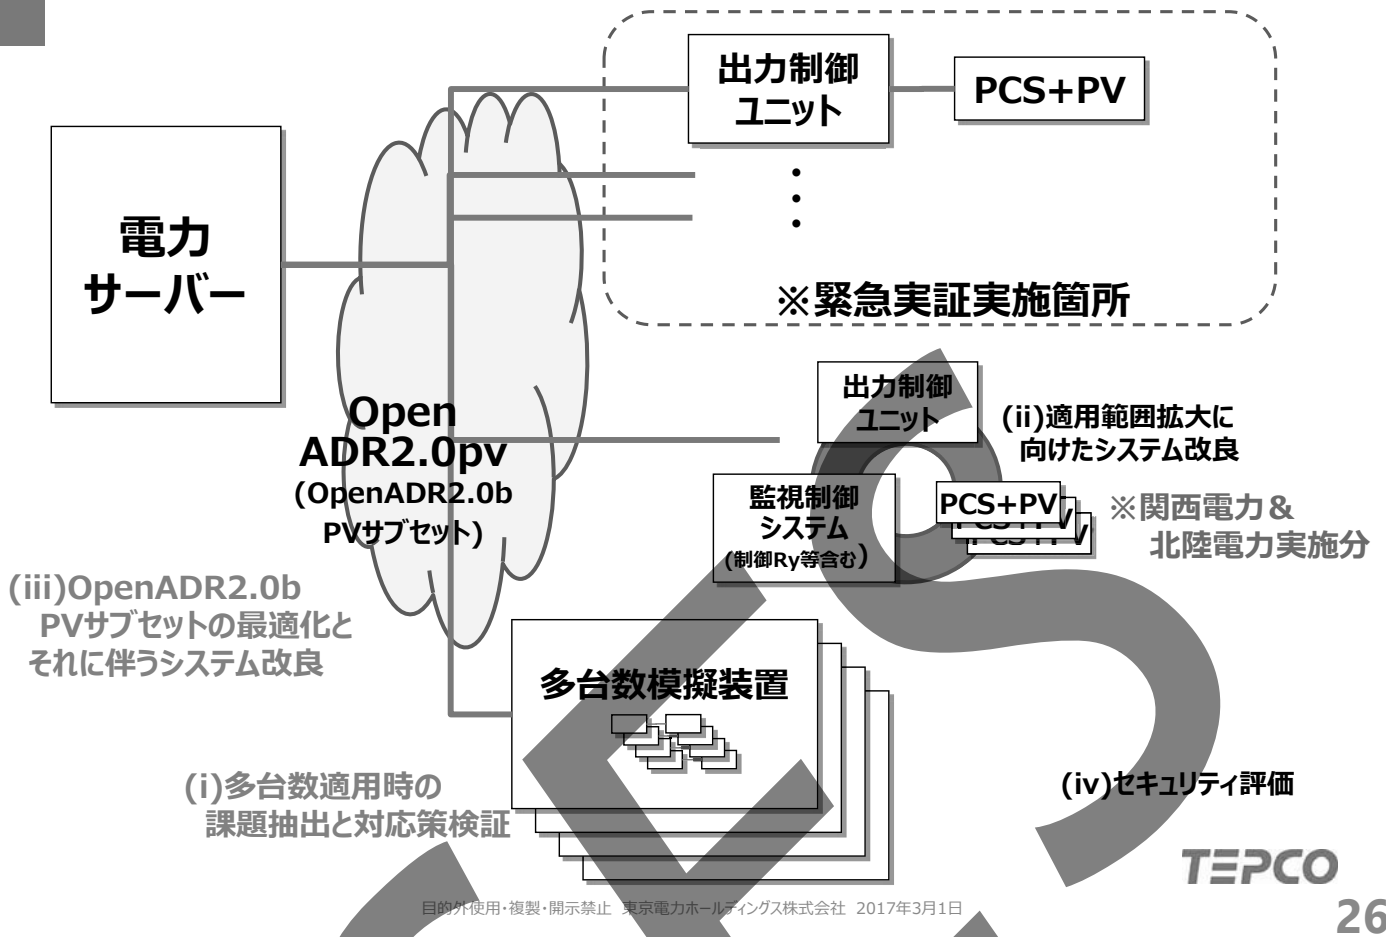 出力制御
ユニット
PCS+PV
・
・
・
※緊急実証実施箇所
電力
サーバー
Open
ADR2.0pv
(OpenADR2.0b
PVサブセット)
出力制御
ユニット
(ii)適用範囲拡大に
向けたシステム改良
監視制御
システム
(制御Ry等含む)
PCS+PV
PCS+PV
PCS+PV
※関西電力&
北陸電力実施分
(iii)OpenADR2.0b
PVサブセットの最適化と
それに伴うシステム改良
多台数模擬装置
(i)多台数適用時の
課題抽出と対応策検証
(iv)セキュリティ評価
TEPCO
目的外使用・複製・開示禁止 東京電力ホールディングス株式会社 2017年3月1日
26